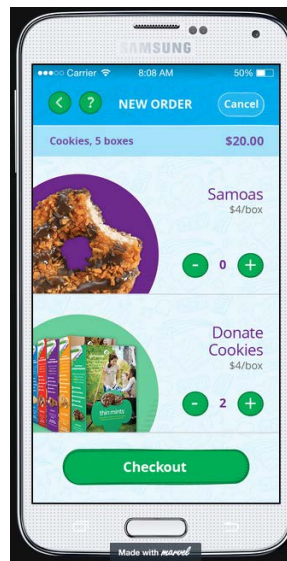 SAMSUNG
Carrier 8:08 AM 50%
< ? NEW ORDER Cancel
Cookies, 5 boxes $20.00
Samoas
$4/box
- 0 +
Donate
Cookies
$4/box
- 2 +
thin mints
Checkout
Made with marvel